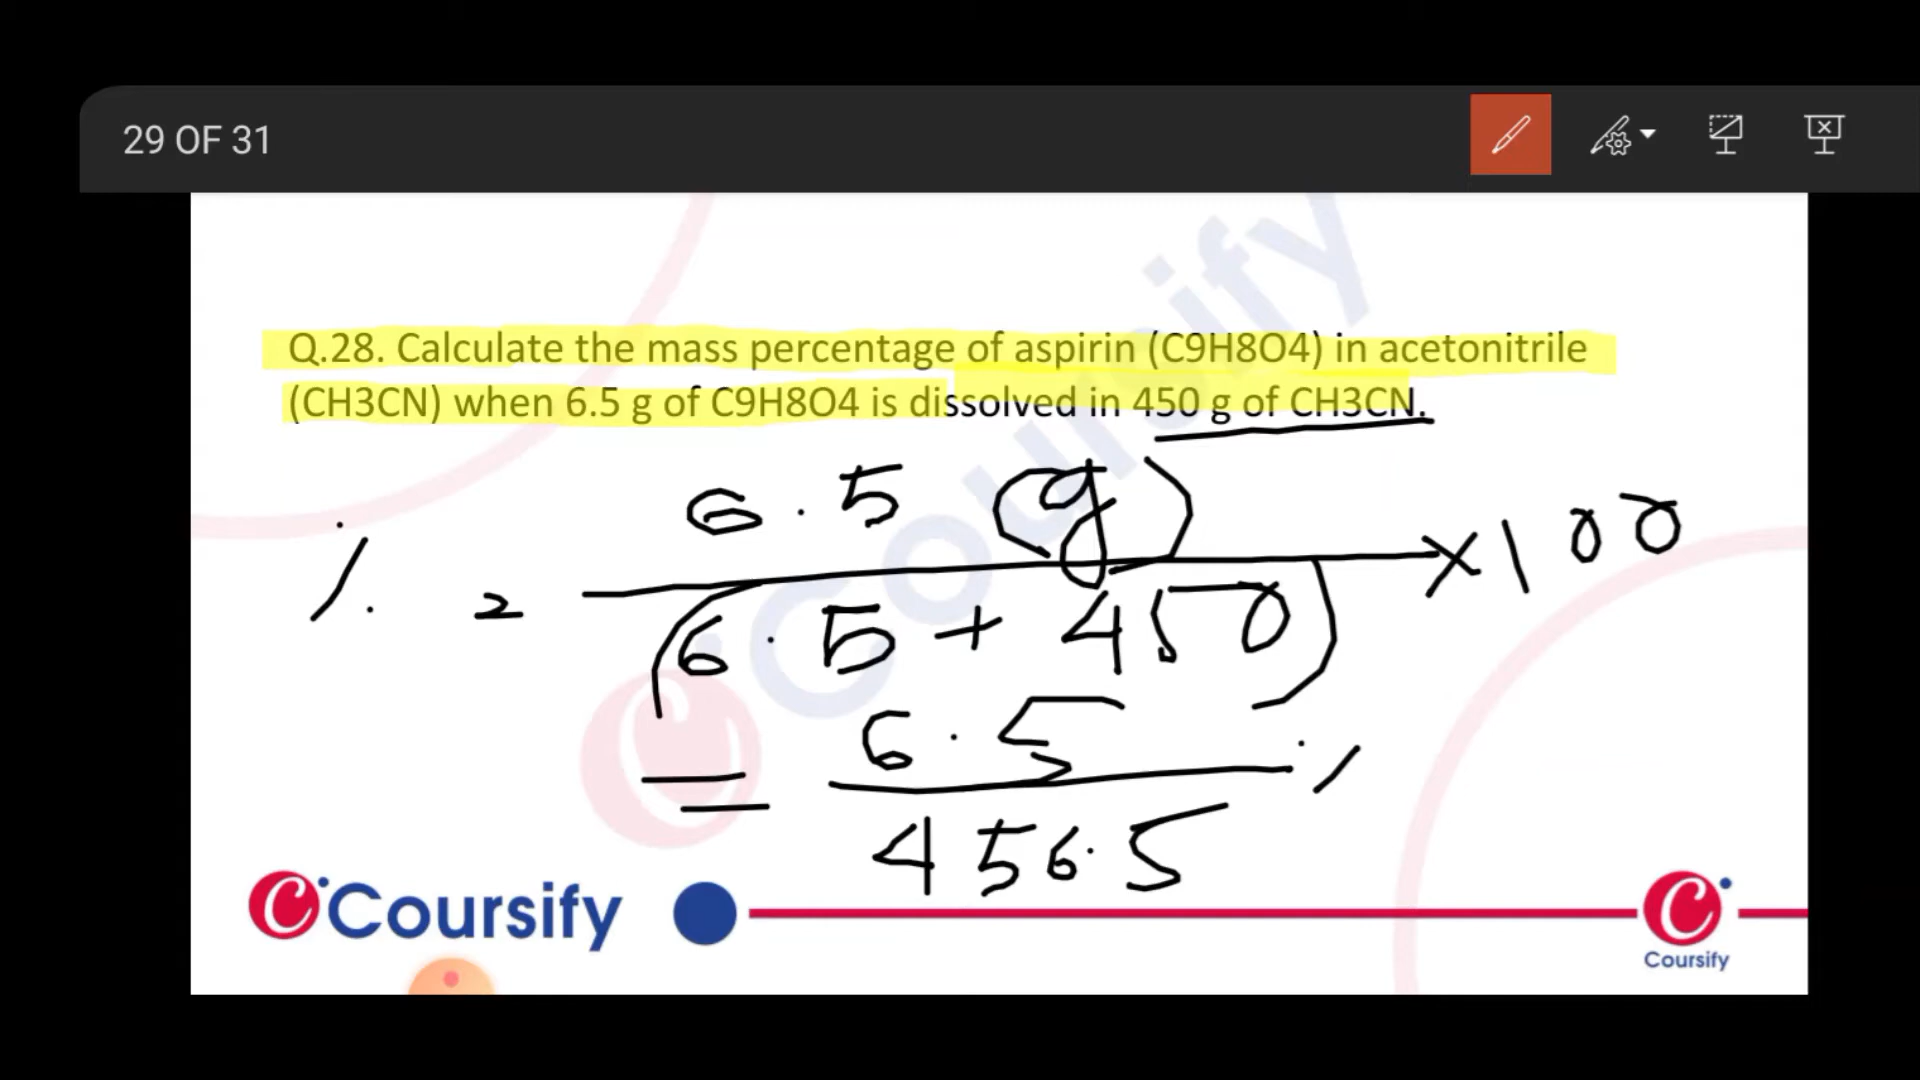 29 OF 31
Q.28. Calculate the mass percentage of aspirin (C9H8O4) in acetonitrile
(CH3CN) when 6.5 g of C9H8O4 is dissolved in 450 g of CH3CN.
6.5 (g)
% = ×100
(6.5 + 450)
6.5
= %
456.5
Coursify
Coursify
Coursify